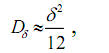 D_δ ≈ δ²/12 ,